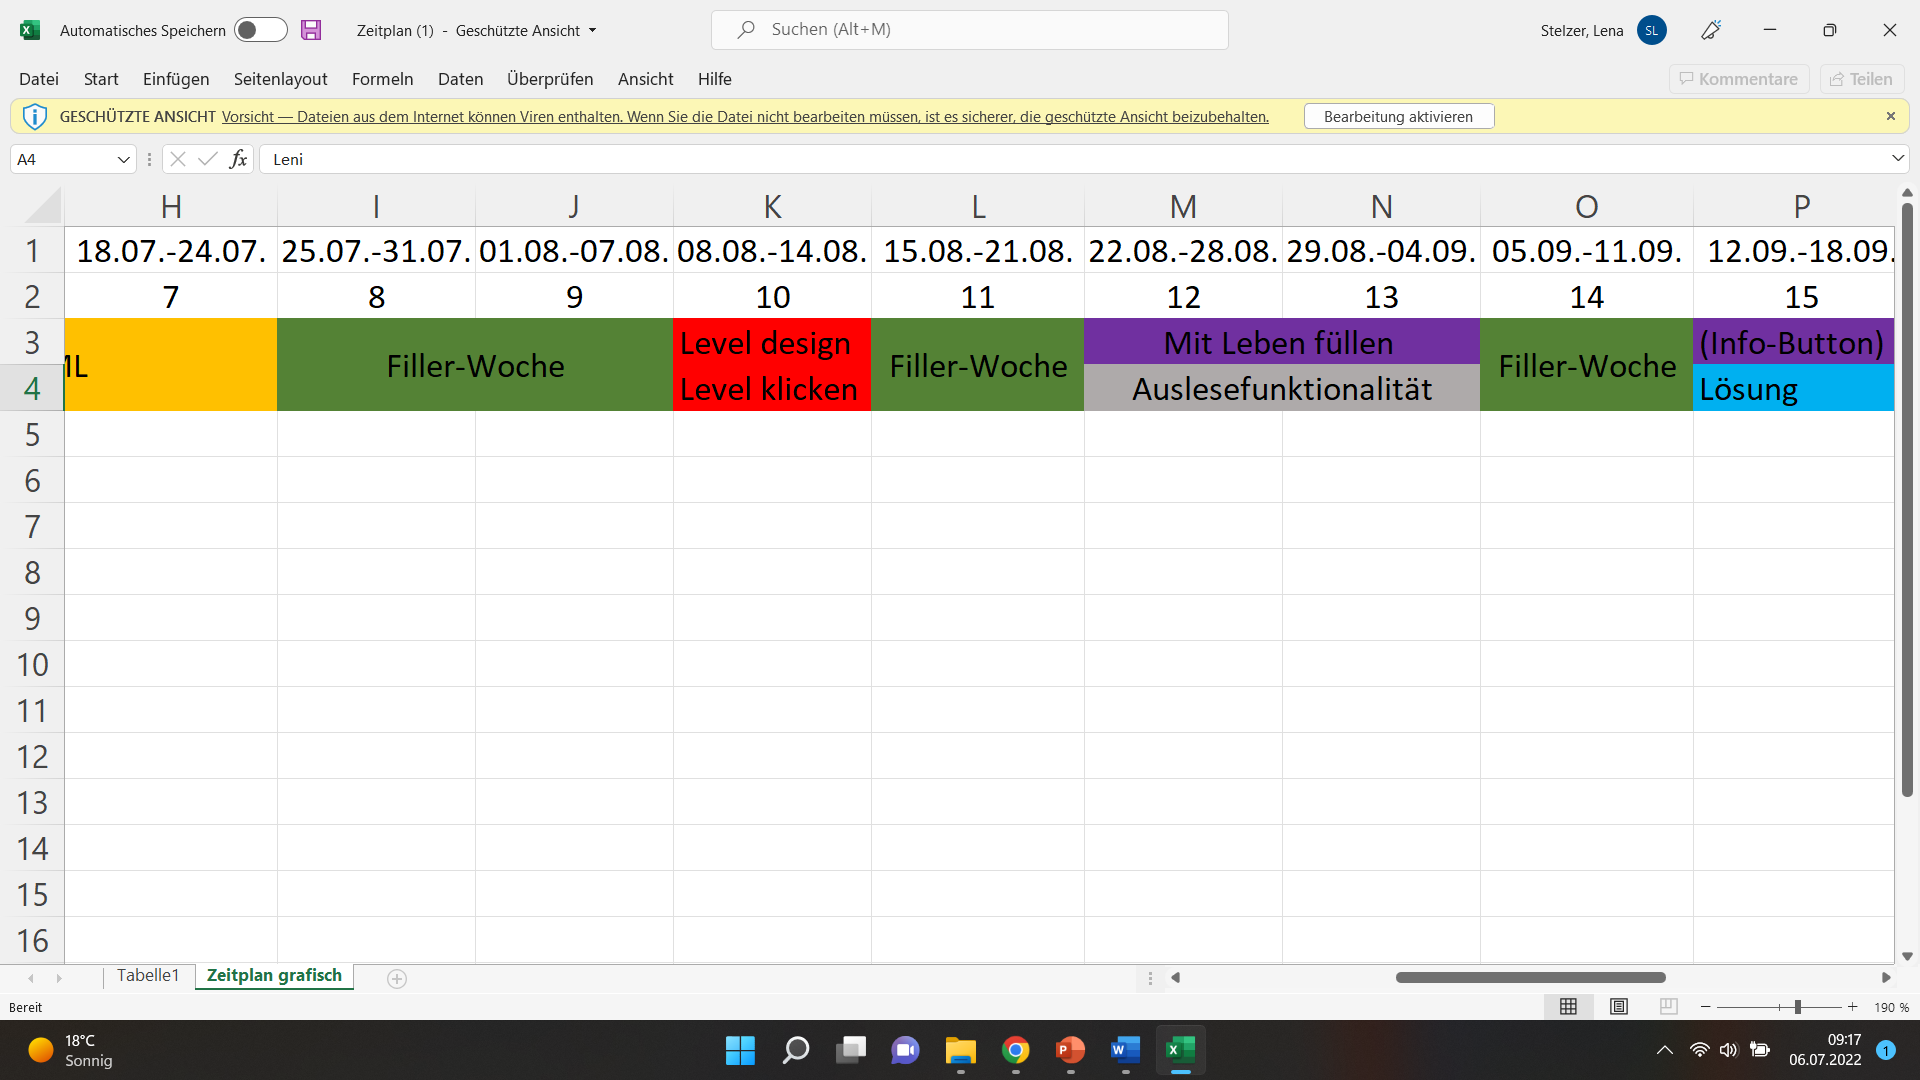 Automatisches Speichern Zeitplan (1) - Geschützte Ansicht Suchen (Alt+M) Stelzer, Lena SL
Datei Start Einfügen Seitenlayout Formeln Daten Überprüfen Ansicht Hilfe Kommentare Teilen
GESCHÜTZTE ANSICHT Vorsicht — Dateien aus dem Internet können Viren enthalten. Wenn Sie die Datei nicht bearbeiten müssen, ist es sicherer, die geschützte Ansicht beizubehalten. Bearbeitung aktivieren
A4 fx Leni
H I J K L M N O P
1 18.07.-24.07. 25.07.-31.07. 01.08.-07.08. 08.08.-14.08. 15.08.-21.08. 22.08.-28.08. 29.08.-04.09. 05.09.-11.09. 12.09.-18.09.
2 7 8 9 10 11 12 13 14 15
3 Level design Mit Leben füllen (Info-Button)
ML Filler-Woche Filler-Woche Filler-Woche
4 Level klicken Auslesefunktionalität Lösung
5
6
7
8
9
10
11
12
13
14
15
16
Tabelle1 Zeitplan grafisch
Bereit 190 %
18°C
Sonnig
09:17
06.07.2022 1